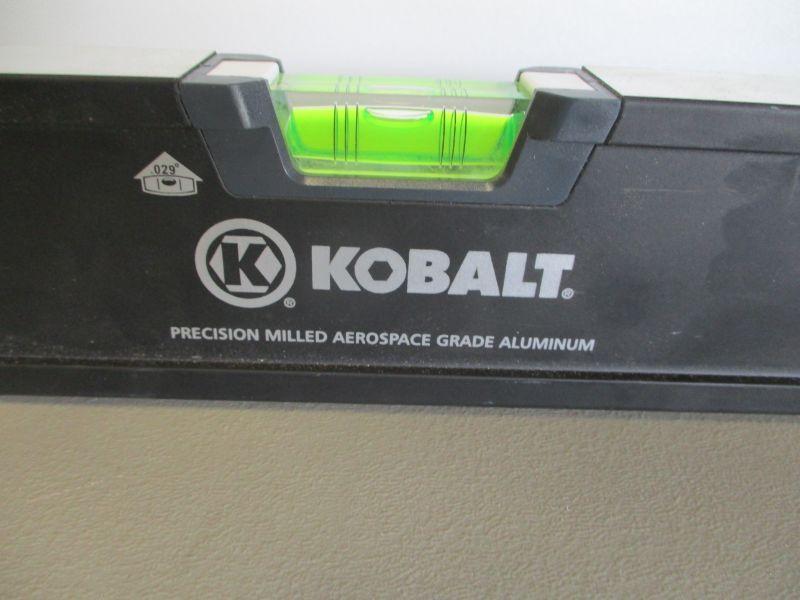 .029°
K ® KOBALT ®
PRECISION MILLED AEROSPACE GRADE ALUMINUM